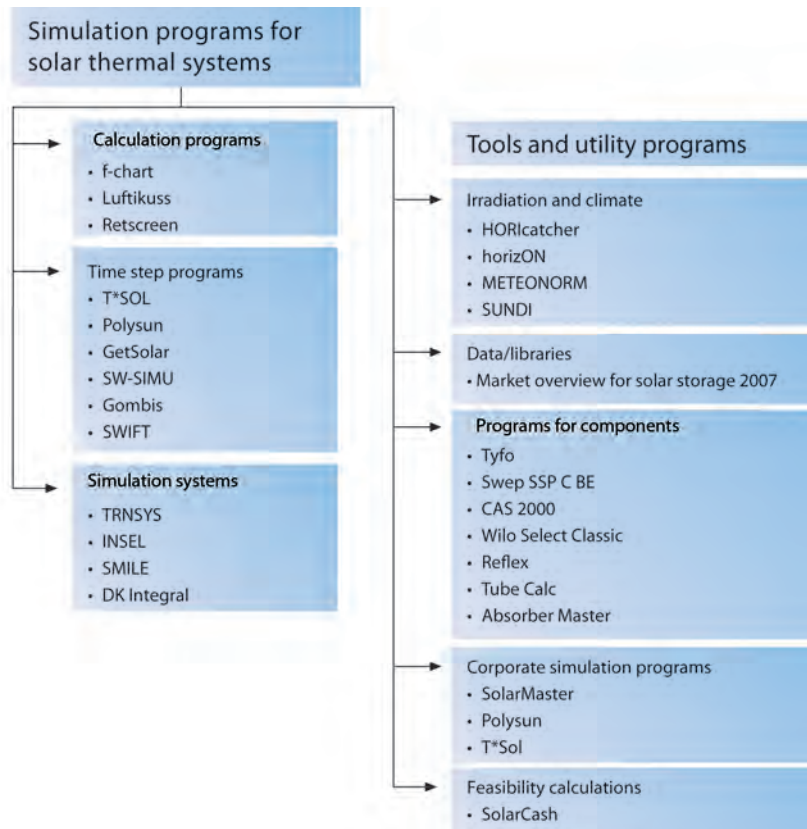 Simulation programs for
solar thermal systems
Calculation programs
• f-chart
• Luftikuss
• Retscreen
Time step programs
• T*SOL
• Polysun
• GetSolar
• SW-SIMU
• Gombis
• SWIFT
Simulation systems
• TRNSYS
• INSEL
• SMILE
• DK Integral
Tools and utility programs
Irradiation and climate
• HORIcatcher
• horizON
• METEONORM
• SUNDI
Data/libraries
• Market overview for solar storage 2007
Programs for components
• Tyfo
• Swep SSP C BE
• CAS 2000
• Wilo Select Classic
• Reflex
• Tube Calc
• Absorber Master
Corporate simulation programs
• SolarMaster
• Polysun
• T*Sol
Feasibility calculations
• SolarCash